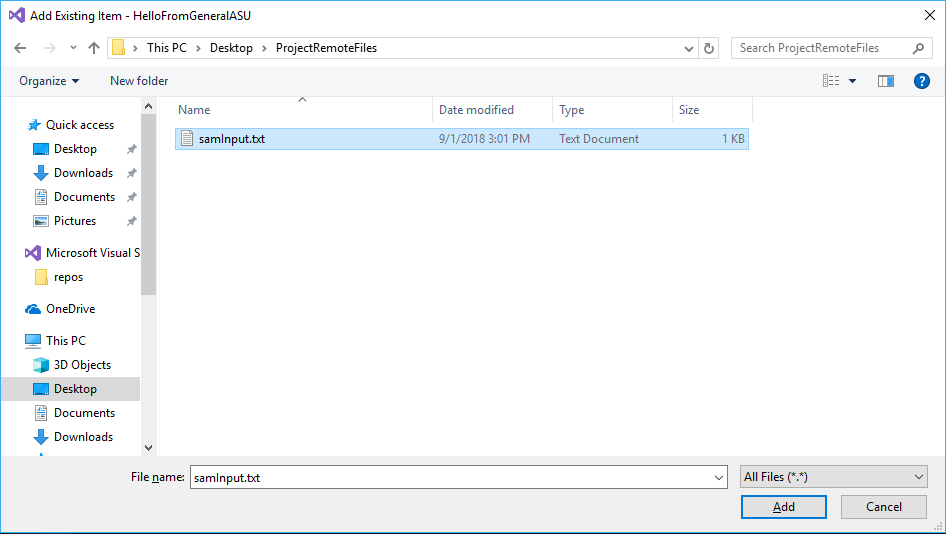 Add Existing Item - HelloFromGeneralASU
This PC > Desktop > ProjectRemoteFiles
Search ProjectRemoteFiles
Organize
New folder
?
Name
Date modified
Type
Size
samInput.txt
9/1/2018 3:01 PM
Text Document
1 KB
Quick access
Desktop
Downloads
Documents
Pictures
Microsoft Visual S
repos
OneDrive
This PC
3D Objects
Desktop
Documents
Downloads
File name:
samInput.txt
All Files (*.*)
Add
Cancel